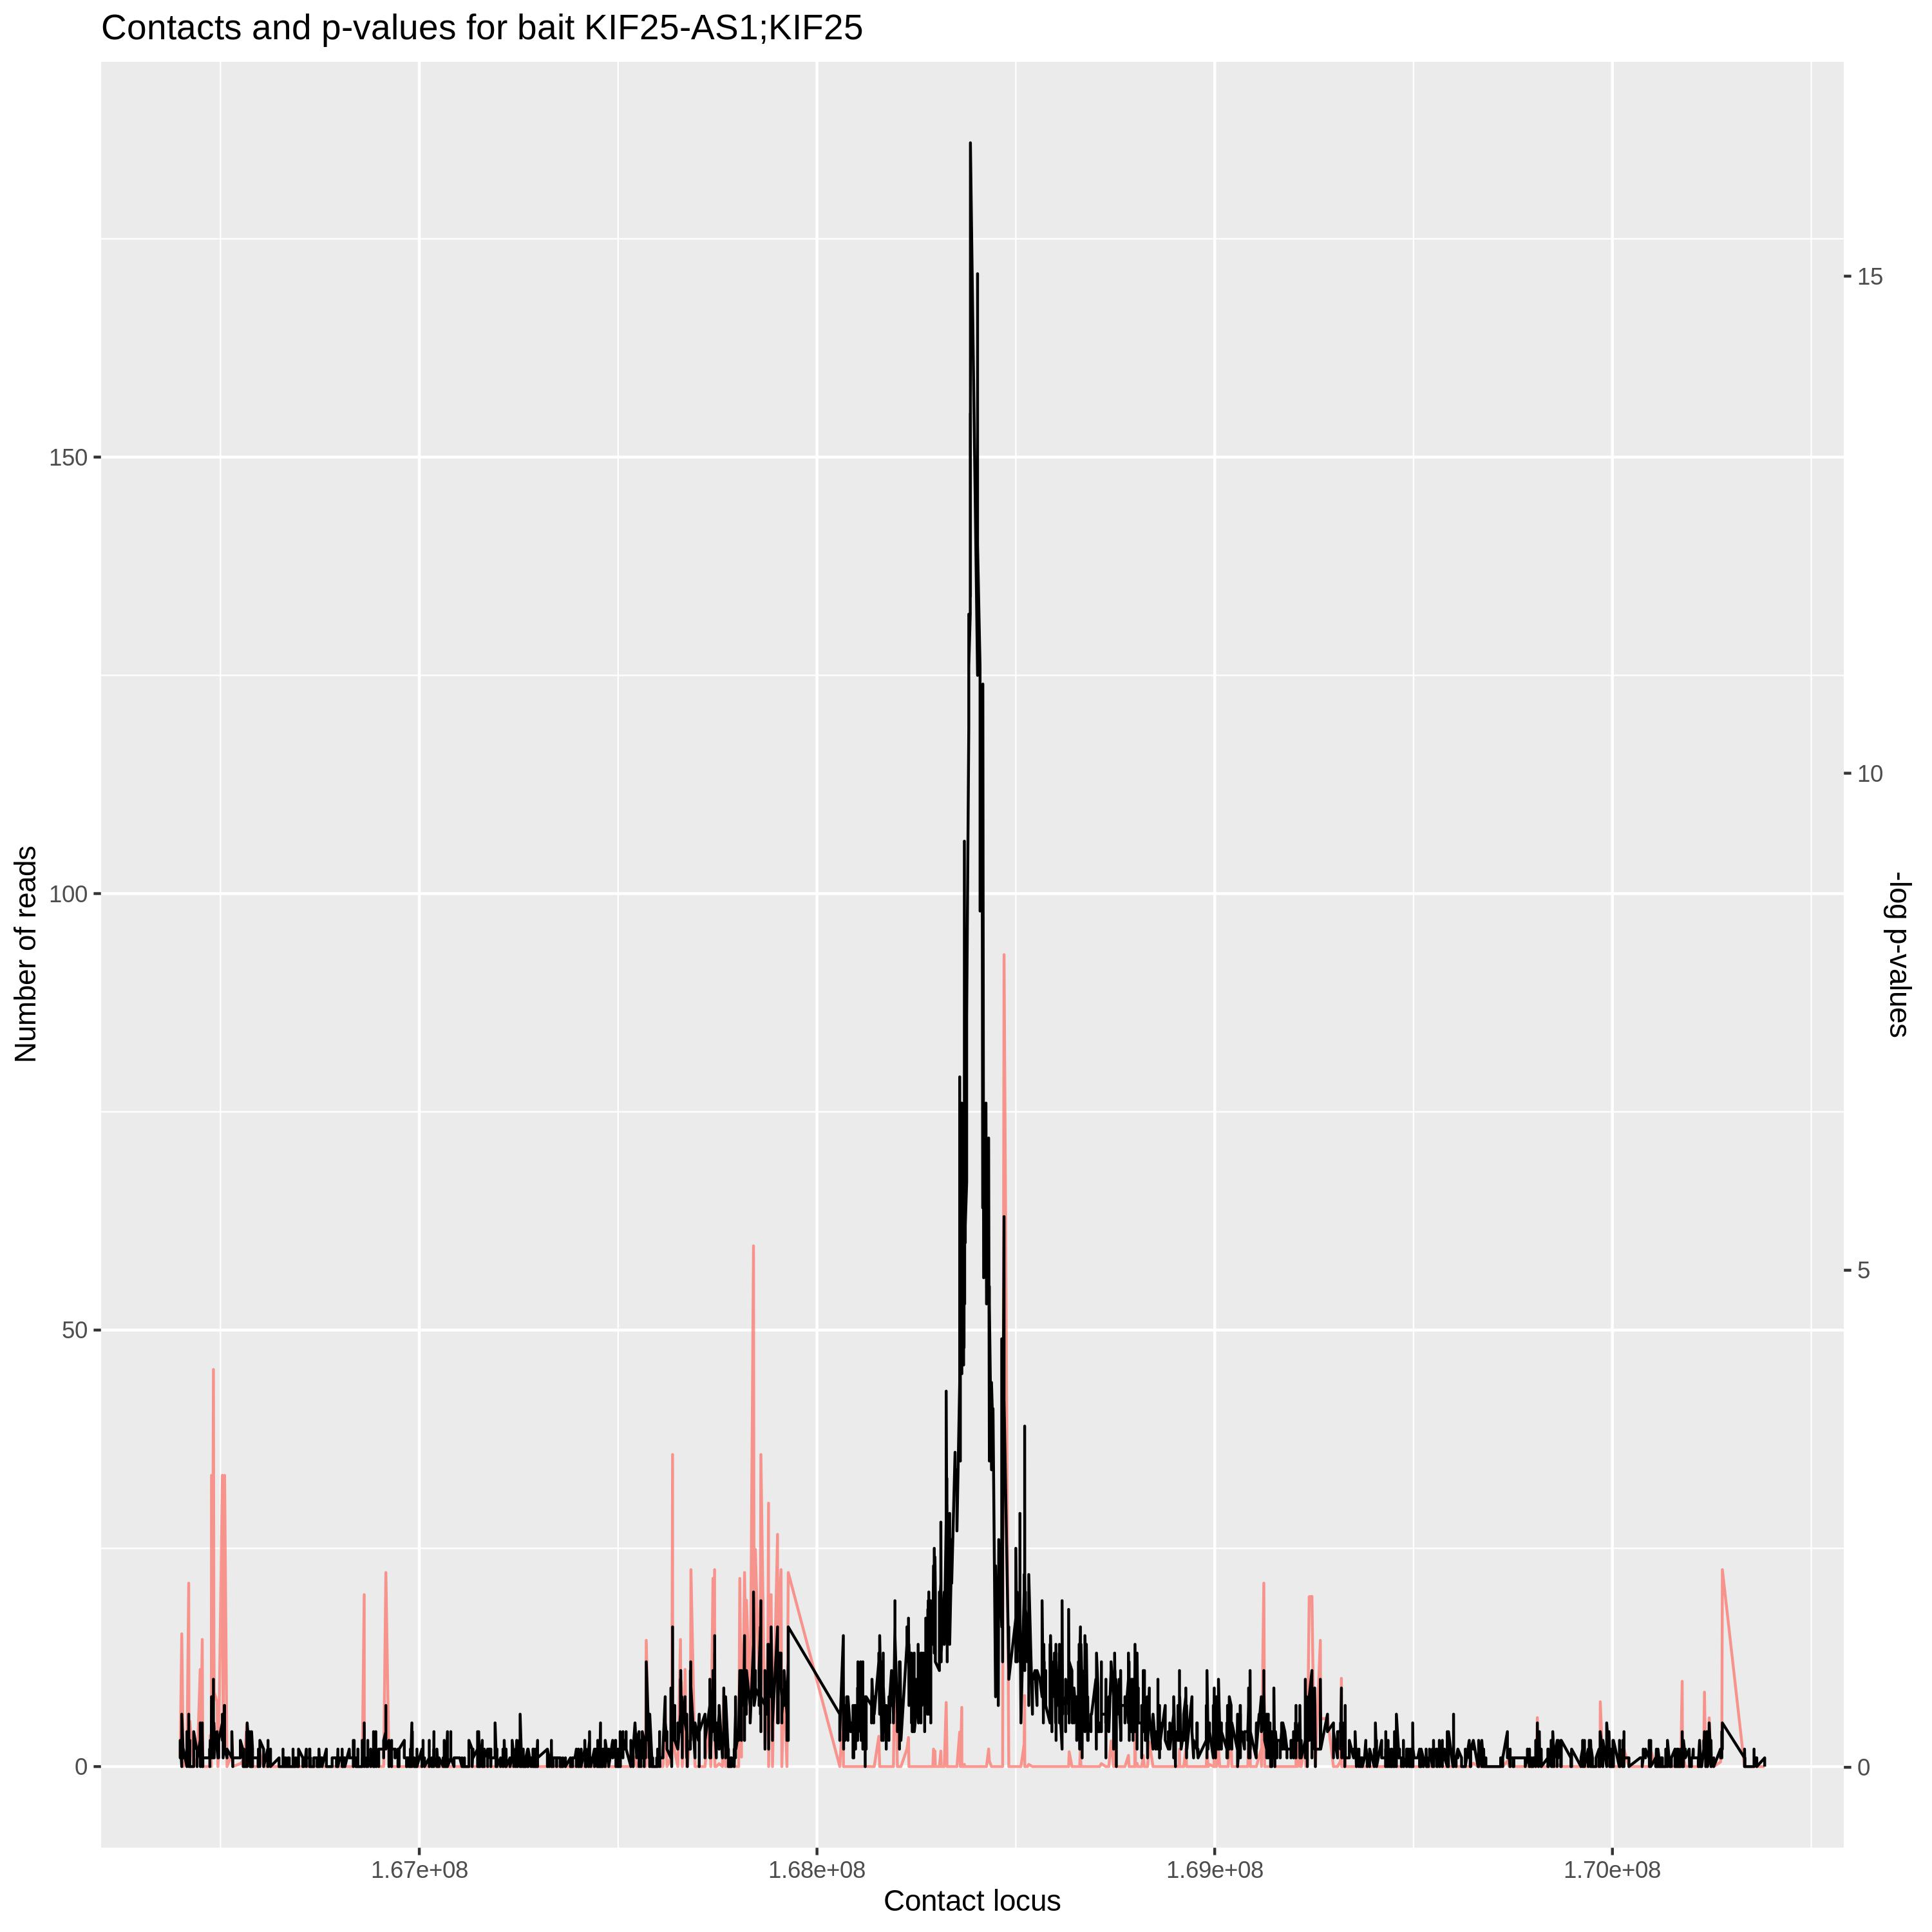 Contacts and p-values for bait KIF25-AS1;KIF25
150
100
50
0
Number of reads
15
10
5
0
-log p-values
1.67e+08
1.68e+08
1.69e+08
1.70e+08
Contact locus